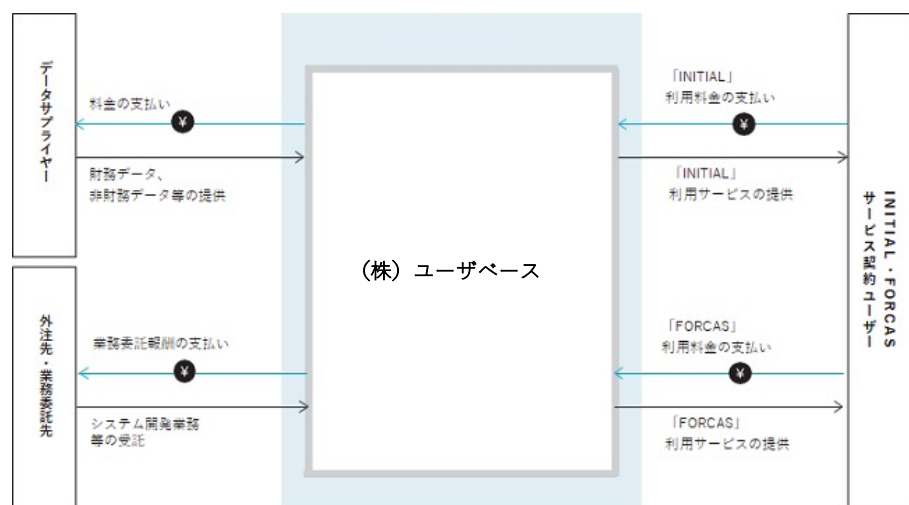 データサプライヤー
料金の支払い
¥
財務データ、
非財務データ等の提供
外注先・業務委託先
業務委託報酬の支払い
¥
システム開発業務
等の受託
（株）ユーザベース
「INITIAL」
利用料金の支払い
¥
「INITIAL」
利用サービスの提供
「FORCAS」
利用料金の支払い
¥
「FORCAS」
利用サービスの提供
INITIAL・FORCAS
サービス契約ユーザー